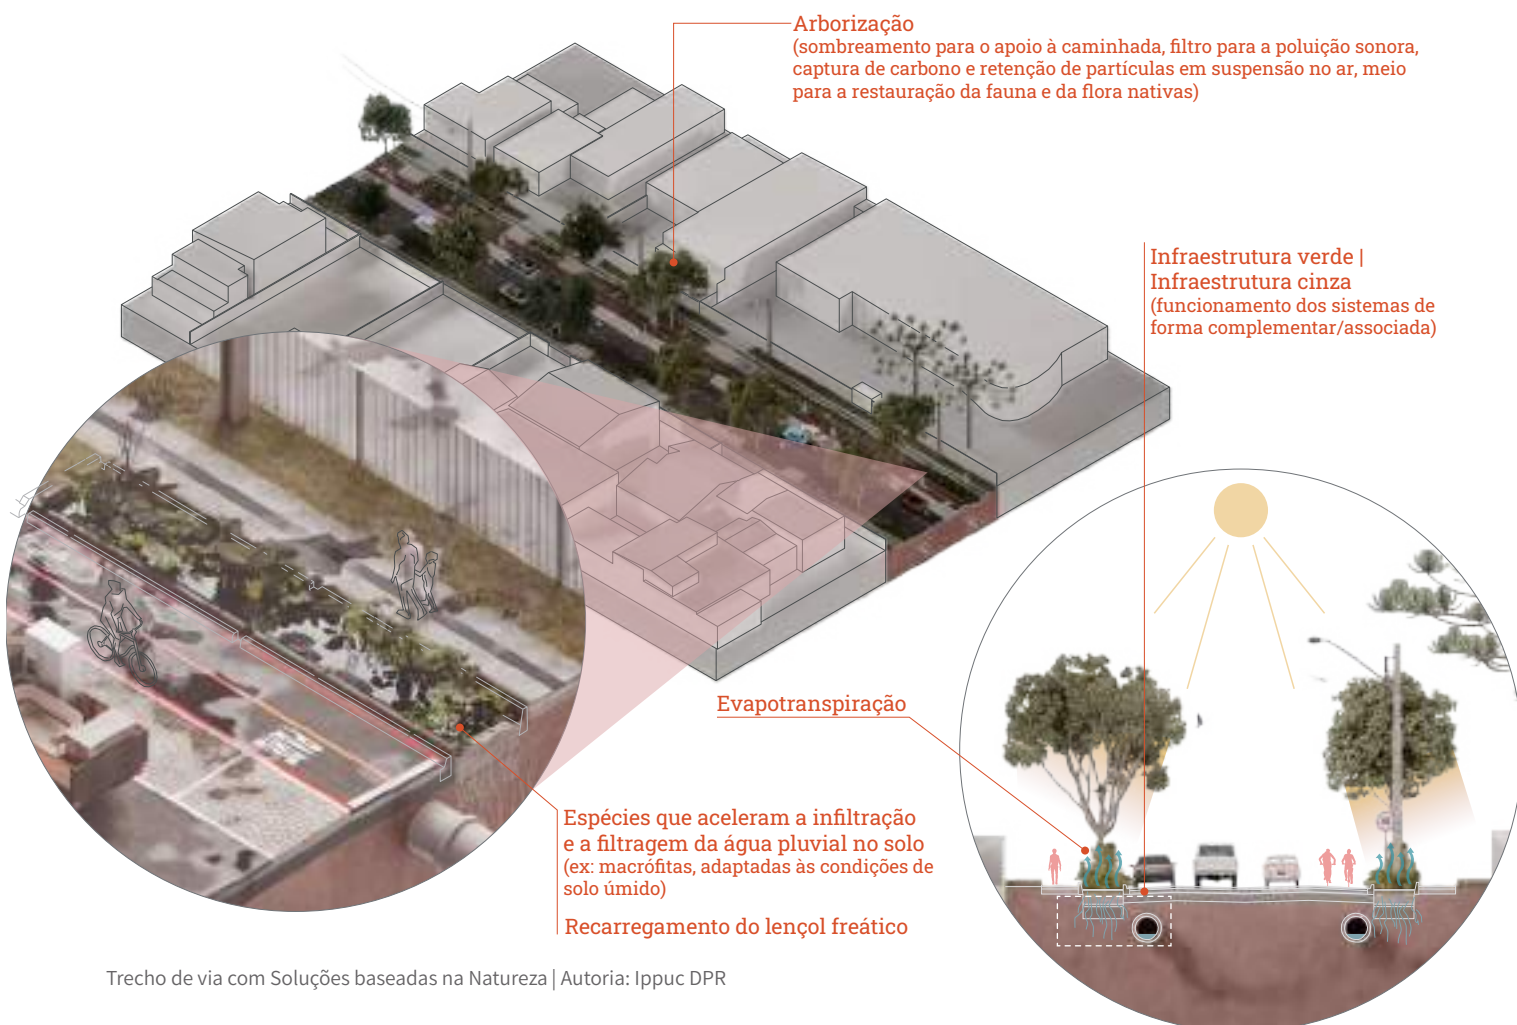 Arborização
(sombreamento para o apoio à caminhada, filtro para a poluição sonora,
captura de carbono e retenção de partículas em suspensão no ar, meio
para a restauração da fauna e da flora nativas)
Infraestrutura verde |
Infraestrutura cinza
(funcionamento dos sistemas de
forma complementar/associada)
Evapotranspiração
Espécies que aceleram a infiltração
e a filtragem da água pluvial no solo
(ex: macrófitas, adaptadas às condições de
solo úmido)
Recarregamento do lençol freático
Trecho de via com Soluções baseadas na Natureza | Autoria: Ippuc DPR